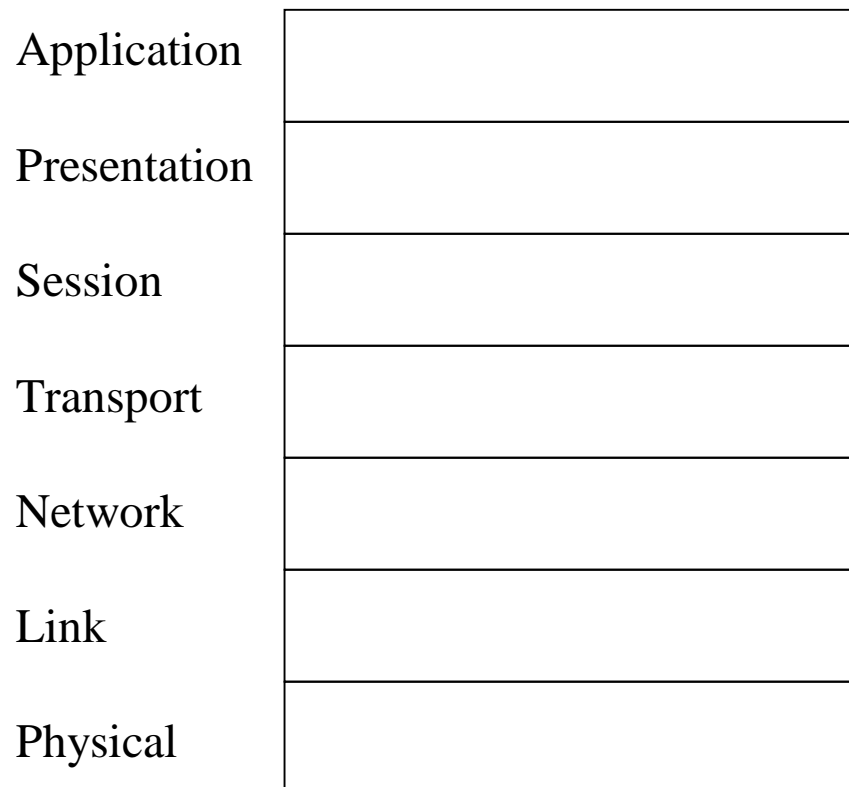 Application
Presentation
Session
Transport
Network
Link
Physical